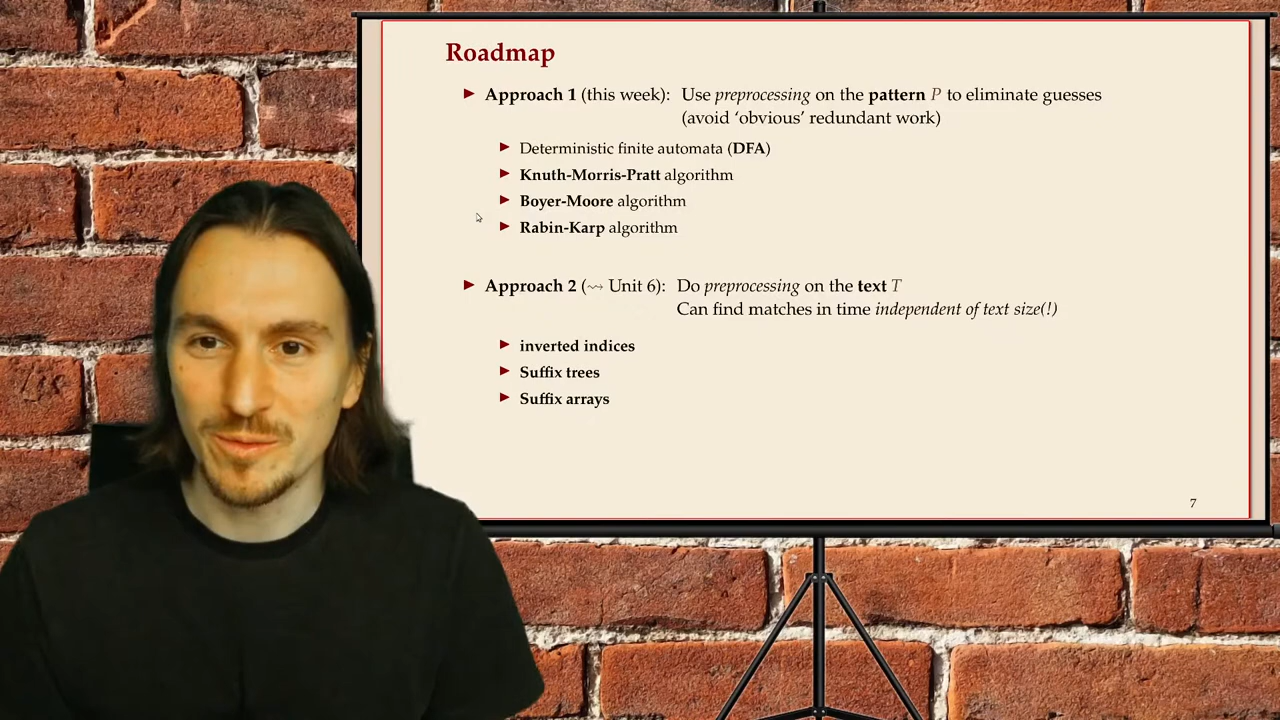 Roadmap
▶ Approach 1 (this week): Use preprocessing on the pattern P to eliminate guesses
(avoid ‘obvious’ redundant work)
▶ Deterministic finite automata (DFA)
▶ Knuth-Morris-Pratt algorithm
▶ Boyer-Moore algorithm
▶ Rabin-Karp algorithm
▶ Approach 2 (⇝ Unit 6): Do preprocessing on the text T
Can find matches in time independent of text size(!)
▶ inverted indices
▶ Suffix trees
▶ Suffix arrays
7